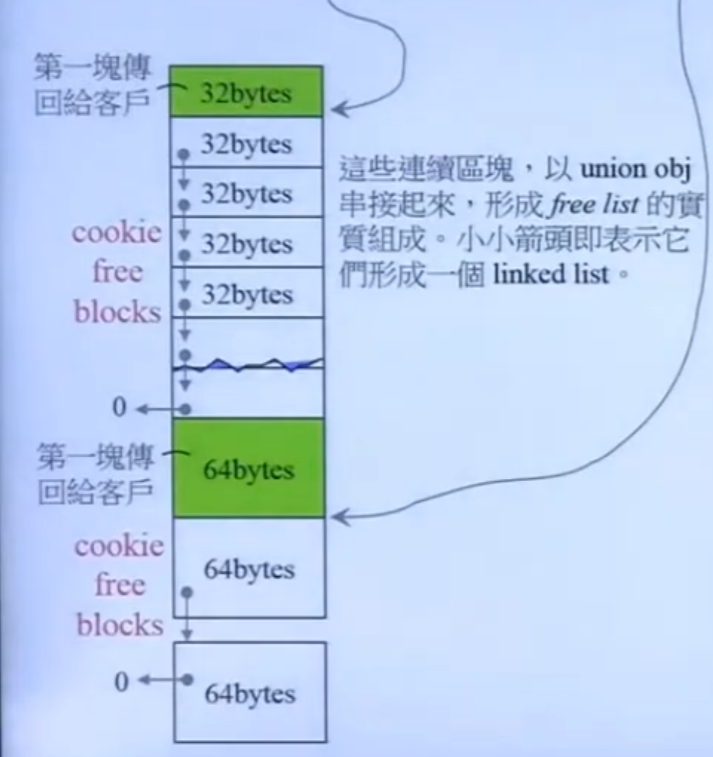 第一塊傳
回給客戶
32bytes
32bytes
32bytes
32bytes
32bytes
cookie
free
blocks
這些連續區塊，以 union obj
串接起來，形成 free list 的實
質組成。小小箭頭即表示它
們形成一個 linked list。
0
第一塊傳
回給客戶
64bytes
cookie
free
blocks
64bytes
0
64bytes